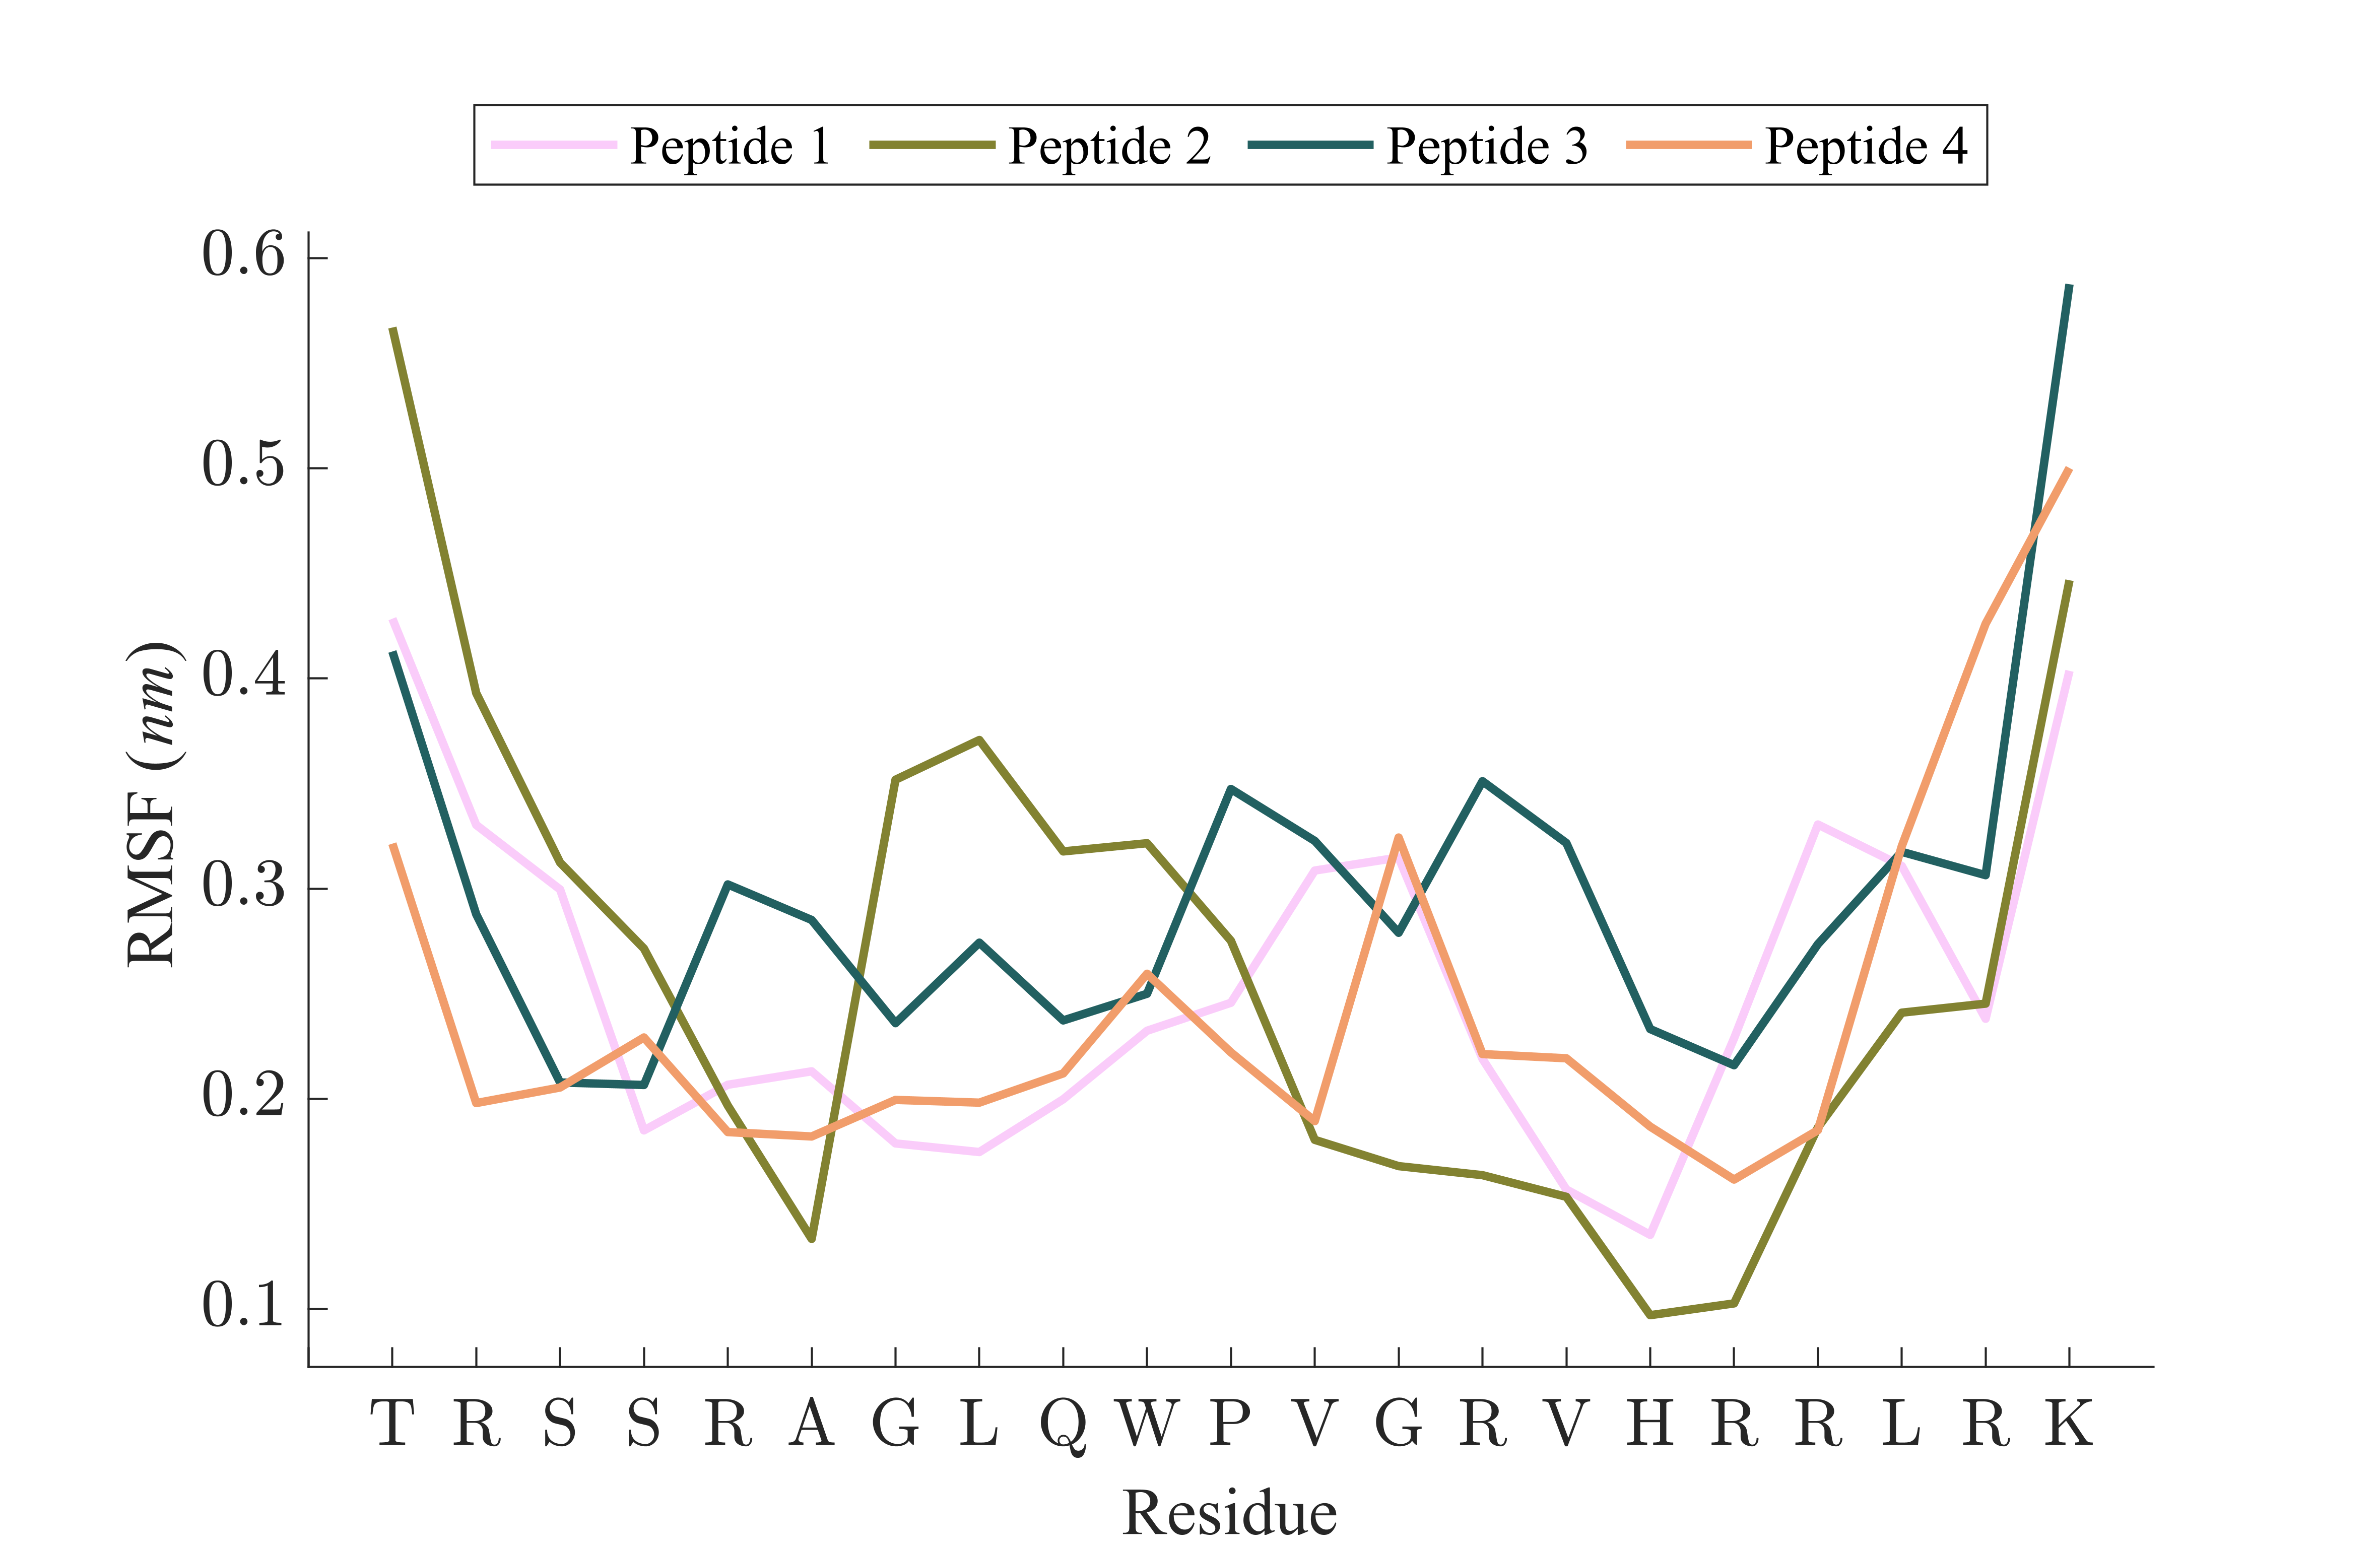 Peptide 1 Peptide 2 Peptide 3 Peptide 4
0.6
0.5
0.4
0.3
0.2
0.1
RMSF (nm)
T R S S R A G L Q W P V G R V H R R L R K
Residue